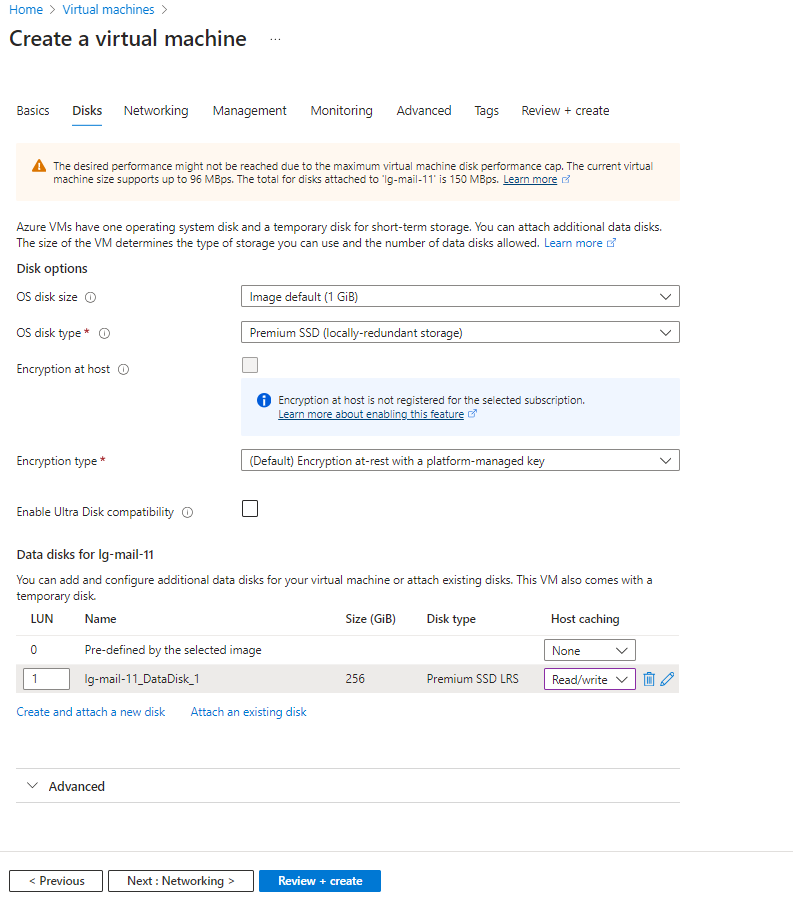 Home > Virtual machines >
Create a virtual machine ...
Basics Disks Networking Management Monitoring Advanced Tags Review + create
The desired performance might not be reached due to the maximum virtual machine disk performance cap. The current virtual
machine size supports up to 96 MBps. The total for disks attached to 'lg-mail-11' is 150 MBps. Learn more
Azure VMs have one operating system disk and a temporary disk for short-term storage. You can attach additional data disks.
The size of the VM determines the type of storage you can use and the number of data disks allowed. Learn more
Disk options
OS disk size Image default (1 GiB)
OS disk type * Premium SSD (locally-redundant storage)
Encryption at host
Encryption at host is not registered for the selected subscription.
Learn more about enabling this feature
Encryption type * (Default) Encryption at-rest with a platform-managed key
Enable Ultra Disk compatibility
Data disks for lg-mail-11
You can add and configure additional data disks for your virtual machine or attach existing disks. This VM also comes with a
temporary disk.
LUN Name Size (GiB) Disk type Host caching
0 Pre-defined by the selected image None
1 lg-mail-11_DataDisk_1 256 Premium SSD LRS Read/write
Create and attach a new disk Attach an existing disk
Advanced
< Previous Next : Networking > Review + create